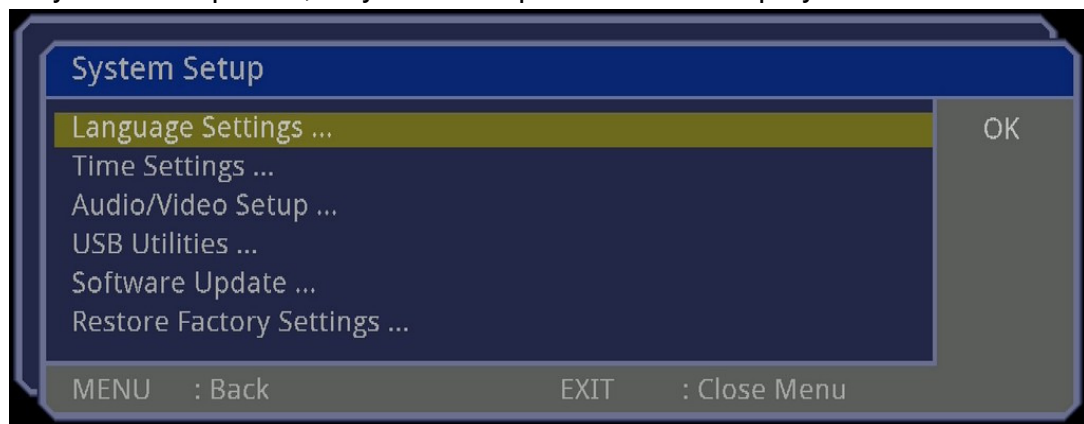 System Setup
Language Settings ...
OK
Time Settings ...
Audio/Video Setup ...
USB Utilities ...
Software Update ...
Restore Factory Settings ...
MENU : Back EXIT : Close Menu